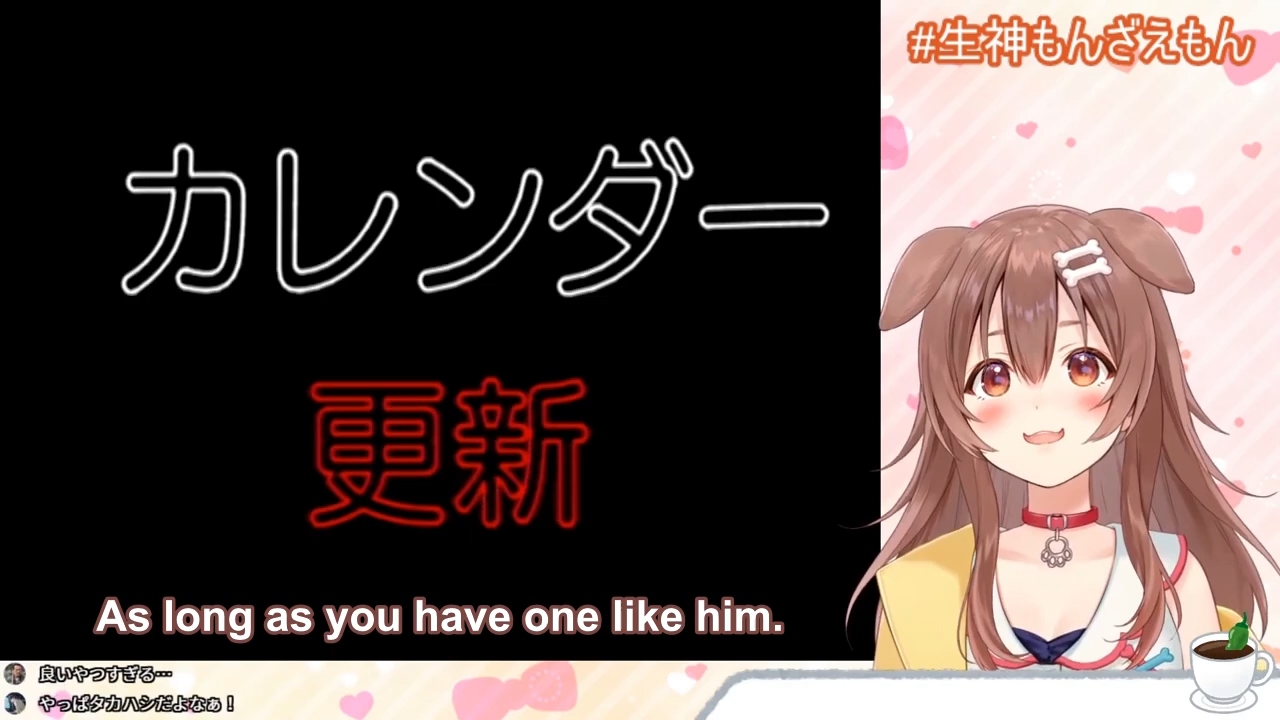 #生神もんざえもん
カレンダー
更新
As long as you have one like him.
良いやつすぎる…
やっぱタカハシだよなぁ！